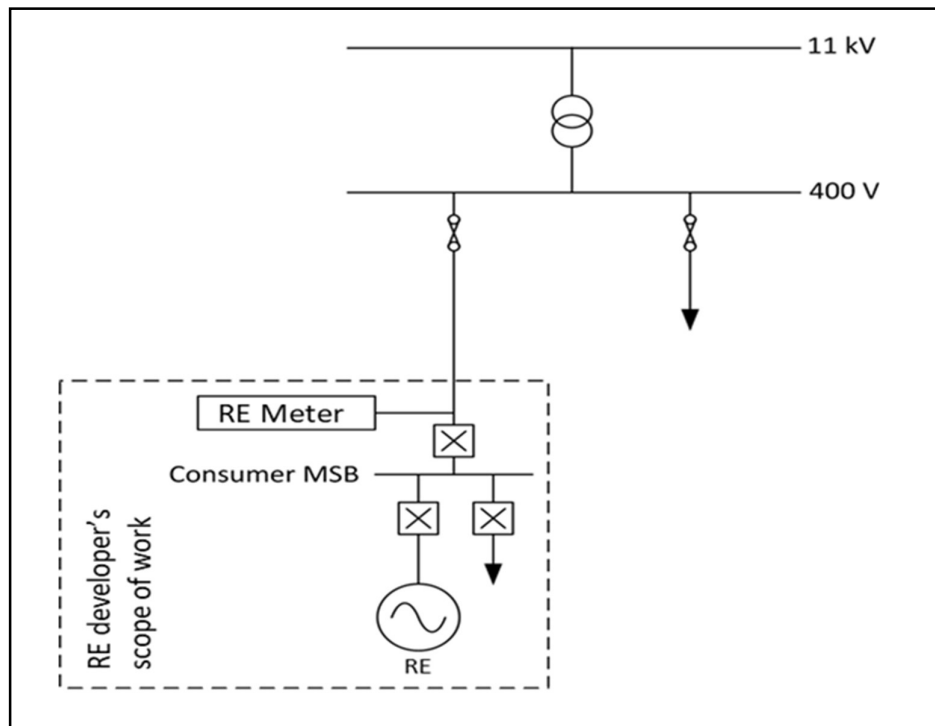 11 kV
400 V
RE Meter
Consumer MSB
RE developer's
scope of work
RE